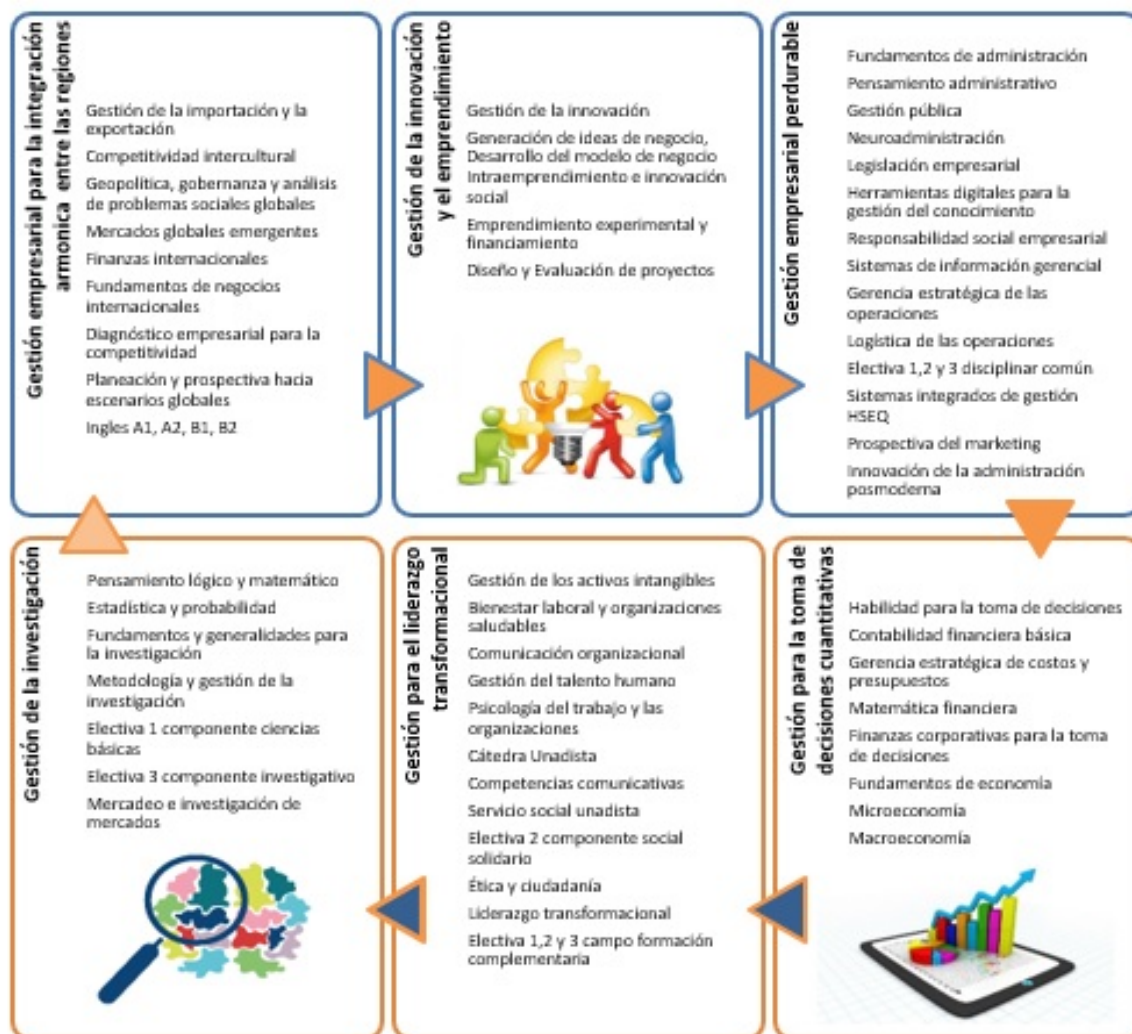 Gestión empresarial para la integración
armonica entre las regiones
Gestión de la importación y la
exportación
Competitividad intercultural
Geopolítica, gobernanza y análisis
de problemas sociales globales
Mercados globales emergentes
Finanzas internacionales
Fundamentos de negocios
internacionales
Diagnóstico empresarial para la
competitividad
Planeación y prospectiva hacia
escenarios globales
Ingles A1, A2, B1, B2
Gestión de la innovación
y el emprendimiento
Gestión de la innovación
Generación de ideas de negocio,
Desarrollo del modelo de negocio
Intraemprendimiento e innovación
social
Emprendimiento experimental y
financiamiento
Diseño y Evaluación de proyectos
Gestión empresarial perdurable
Fundamentos de administración
Pensamiento administrativo
Gestión pública
Neuroadministración
Legislación empresarial
Herramientas digitales para la
gestión del conocimiento
Responsabilidad social empresarial
Sistemas de información gerencial
Gerencia estratégica de las
operaciones
Logística de las operaciones
Electiva 1,2 y 3 disciplinar común
Sistemas integrados de gestión
HSEQ
Prospectiva del marketing
Innovación de la administración
posmoderna
Gestión de la investigación
Pensamiento lógico y matemático
Estadística y probabilidad
Fundamentos y generalidades para
la investigación
Metodología y gestión de la
investigación
Electiva 1 componente ciencias
básicas
Electiva 3 componente investigativo
Mercadeo e investigación de
mercados
Gestión para el liderazgo
transformacional
Gestión de los activos intangibles
Bienestar laboral y organizaciones
saludables
Comunicación organizacional
Gestión del talento humano
Psicología del trabajo y las
organizaciones
Cátedra Unadista
Competencias comunicativas
Servicio social unadista
Electiva 2 componente social
solidario
Ética y ciudadanía
Liderazgo transformacional
Electiva 1,2 y 3 campo formación
complementaria
Gestión para la toma de
decisiones cuantitativas
Habilidad para la toma de decisiones
Contabilidad financiera básica
Gerencia estratégica de costos y
presupuestos
Matemática financiera
Finanzas corporativas para la toma
de decisiones
Fundamentos de economía
Microeconomía
Macroeconomía